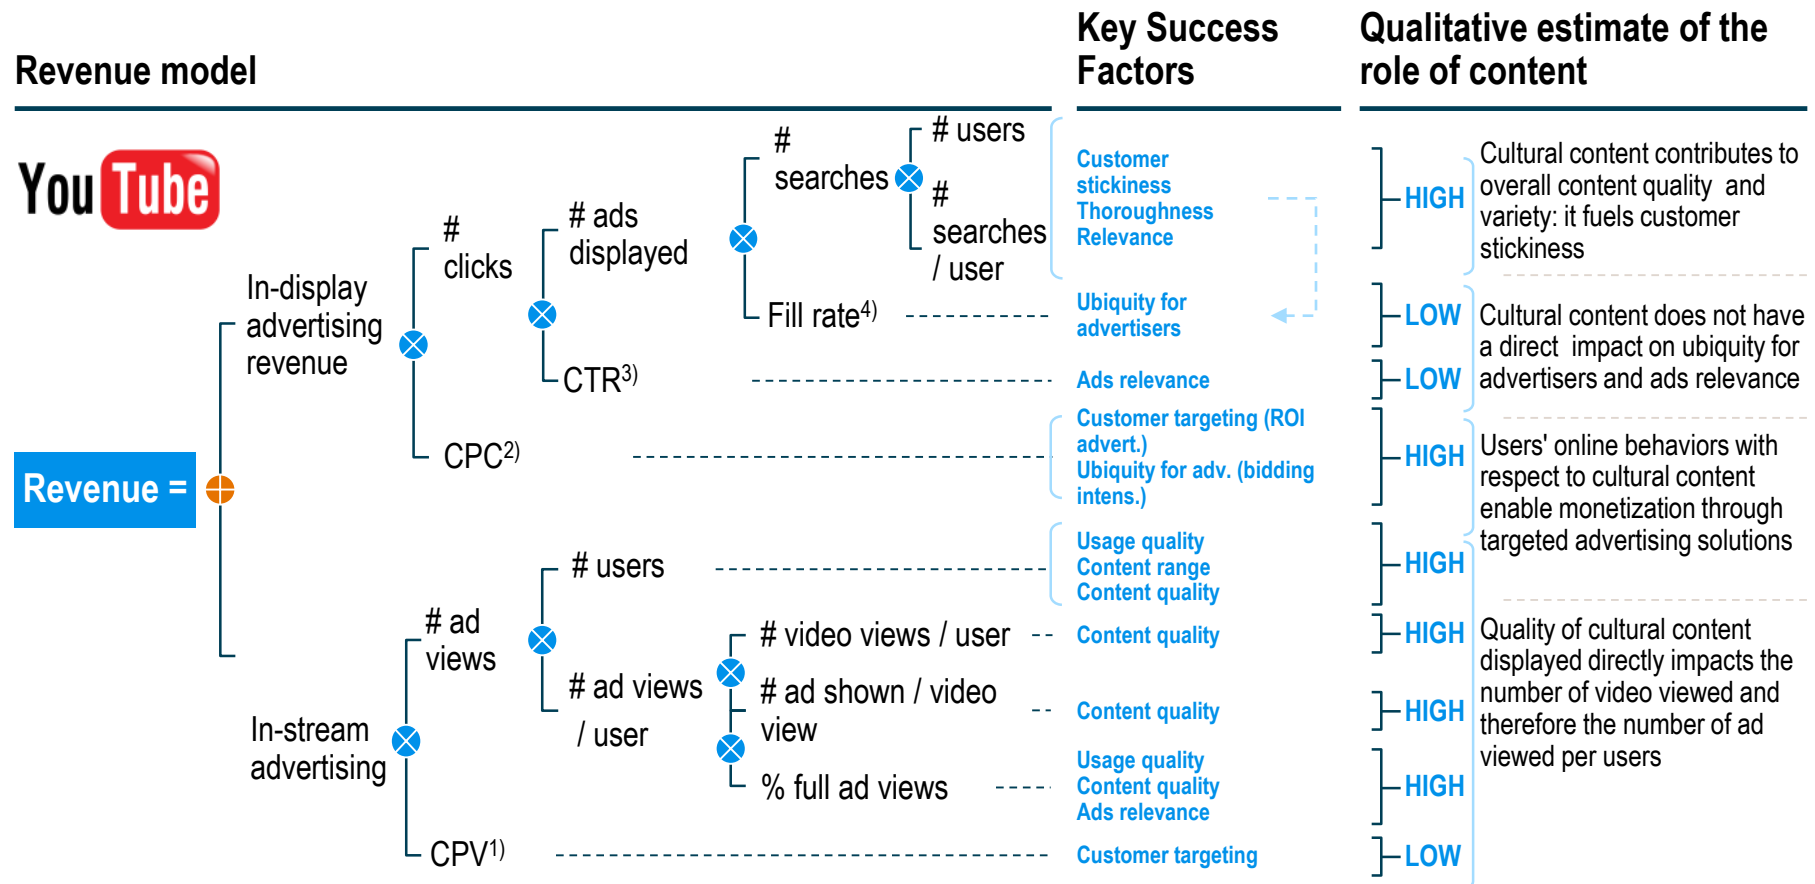 Revenue model
Key Success
Factors
Qualitative estimate of the
role of content
You Tube
Revenue =
In-display
advertising
revenue
#
clicks
# ads
displayed
#
searches
# users
#
searches
/ user
Fill rate4)
CTR3)
CPC2)
In-stream
advertising
# ad
views
# users
# ad views
/ user
# video views / user
# ad shown / video
view
% full ad views
CPV1)
Customer
stickiness
Thoroughness
Relevance
Ubiquity for
advertisers
Ads relevance
Customer targeting (ROI
advert.)
Ubiquity for adv. (bidding
intens.)
Usage quality
Content range
Content quality
Content quality
Content quality
Usage quality
Content quality
Ads relevance
Customer targeting
HIGH
LOW
LOW
HIGH
HIGH
HIGH
HIGH
HIGH
LOW
Cultural content contributes to
overall content quality and
variety: it fuels customer
stickiness
Cultural content does not have
a direct impact on ubiquity for
advertisers and ads relevance
Users' online behaviors with
respect to cultural content
enable monetization through
targeted advertising solutions
Quality of cultural content
displayed directly impacts the
number of video viewed and
therefore the number of ad
viewed per users